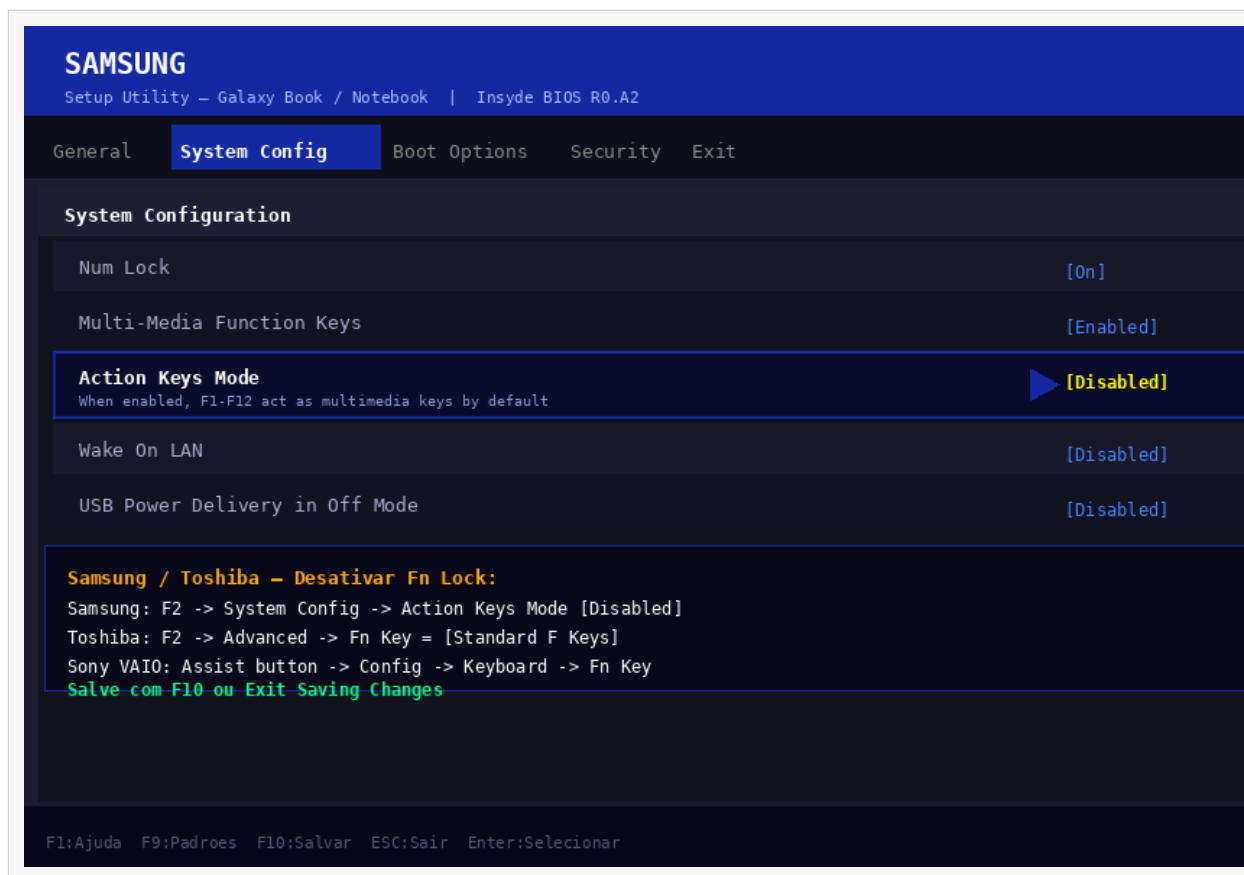 SAMSUNG
Setup Utility — Galaxy Book / Notebook | Insyde BIOS R0.A2
General System Config Boot Options Security Exit
System Configuration
Num Lock [On]
Multi-Media Function Keys [Enabled]
Action Keys Mode [Disabled]
When enabled, F1-F12 act as multimedia keys by default
Wake On LAN [Disabled]
USB Power Delivery in Off Mode [Disabled]
Samsung / Toshiba — Desativar Fn Lock:
Samsung: F2 -> System Config -> Action Keys Mode [Disabled]
Toshiba: F2 -> Advanced -> Fn Key = [Standard F Keys]
Sony VAIO: Assist button -> Config -> Keyboard -> Fn Key
Salve com F10 ou Exit Saving Changes
F1:Ajuda F9:Padroes F10:Salvar ESC:Sair Enter:Selecionar